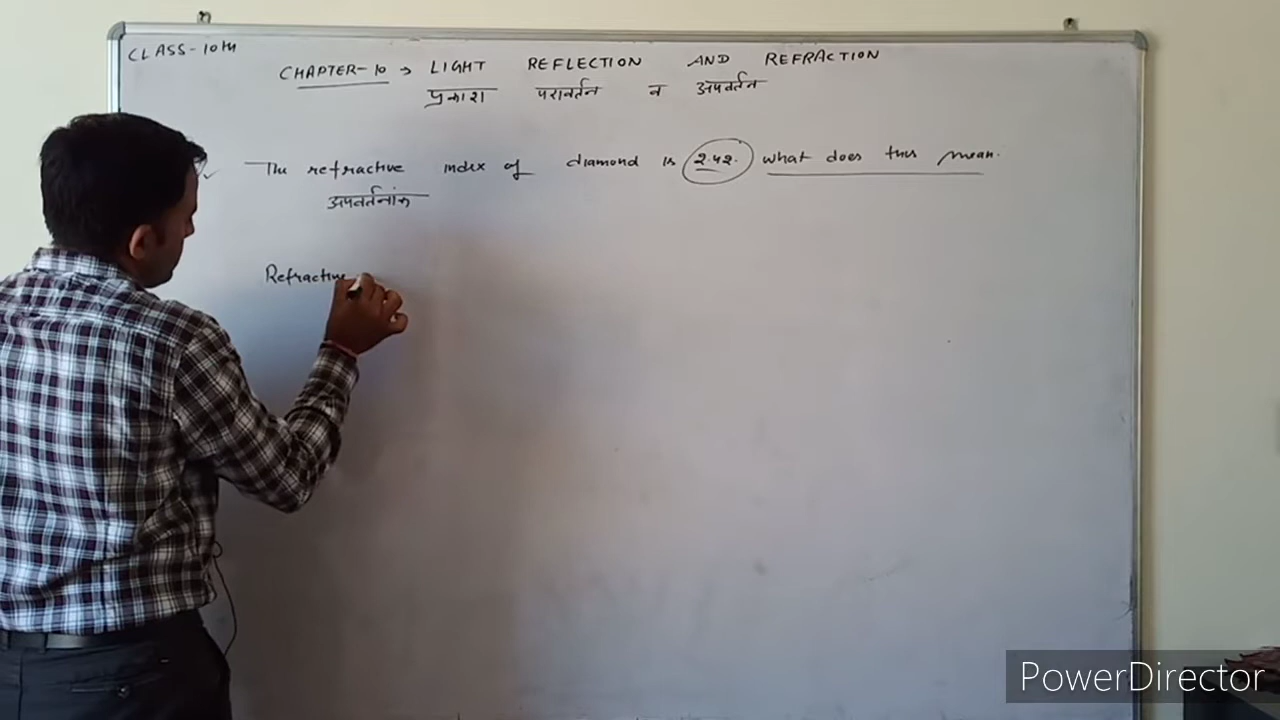 CLASS-10th
CHAPTER-10 → LIGHT REFLECTION AND REFRACTION
प्रकाश परावर्तन व अपवर्तन
The refractive index of diamond is 2.42. what does this mean.
अपवर्तनांक
Refractive
PowerDirector